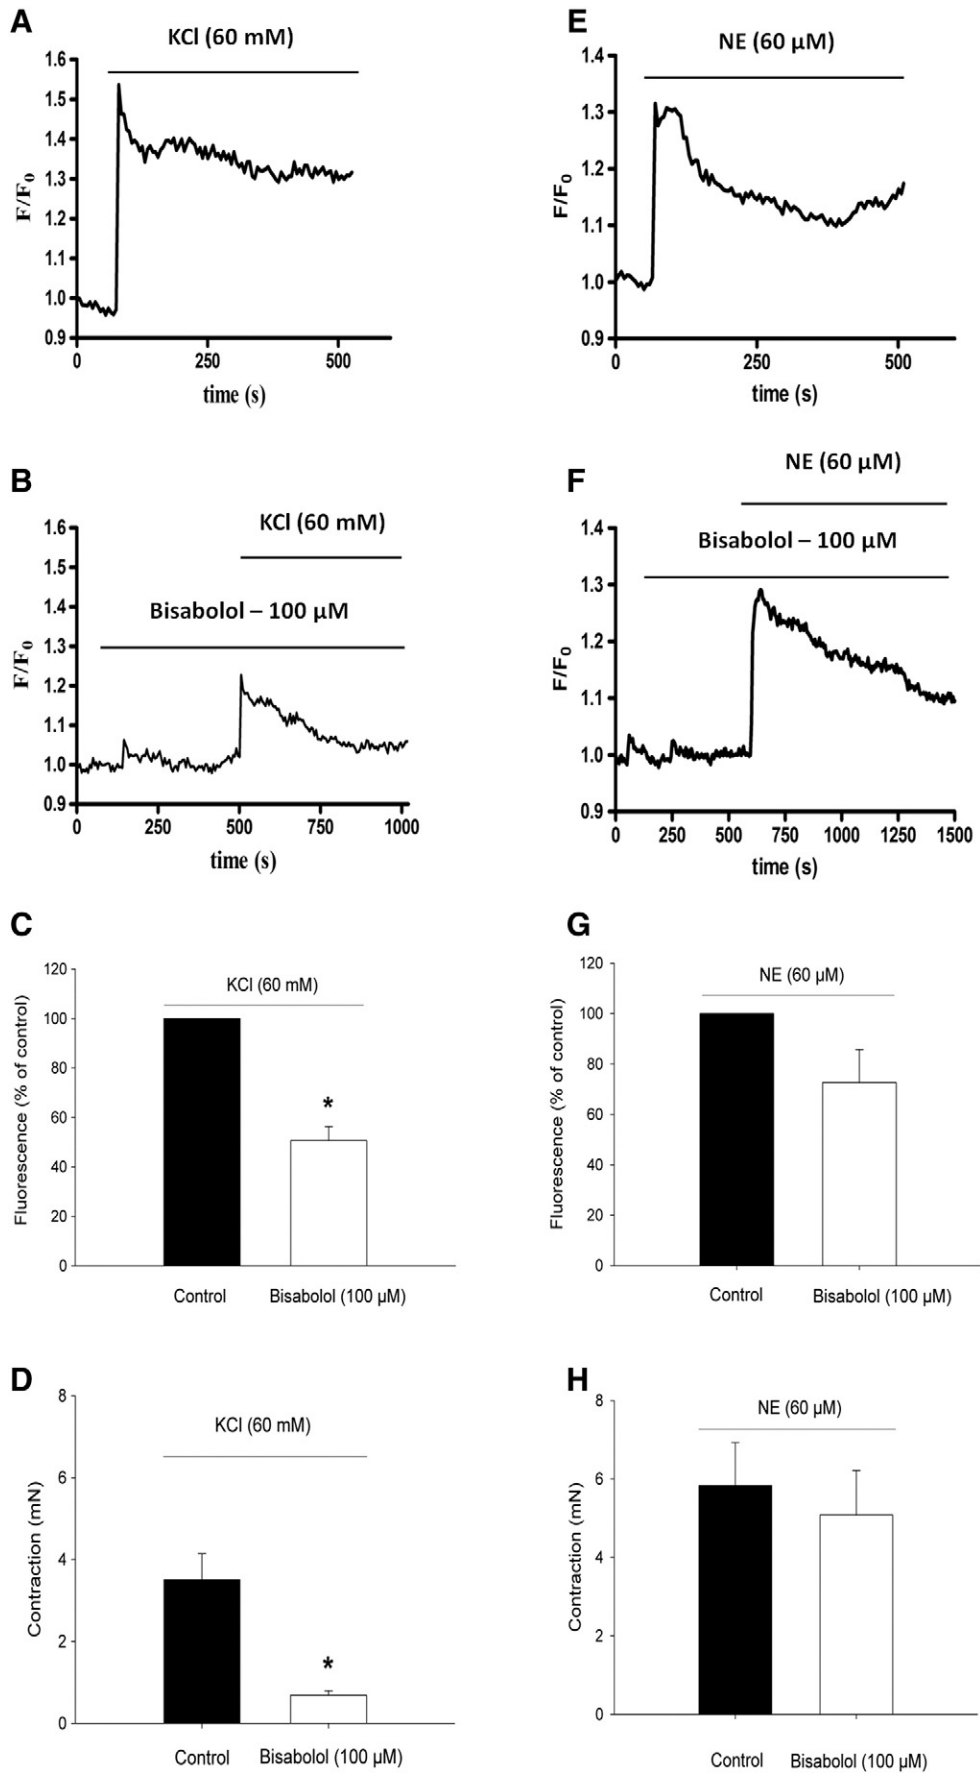 A
KCl (60 mM)
1.6
1.5
1.4
1.3
1.2
1.1
1.0
0.9
F/F0
0 250 500
time (s)
E
NE (60 µM)
1.4
1.3
1.2
1.1
1.0
0.9
F/F0
0 250 500
time (s)
B
KCl (60 mM)
Bisabolol – 100 µM
1.6
1.5
1.4
1.3
1.2
1.1
1.0
0.9
F/F0
0 250 500 750 1000
time (s)
F
NE (60 µM)
Bisabolol – 100 µM
1.4
1.3
1.2
1.1
1.0
0.9
F/F0
0 250 500 750 1000 1250 1500
time (s)
C
KCl (60 mM)
120
100
80
60
40
20
0
Fluorescence (% of control)
*
Control Bisabolol (100 µM)
G
NE (60 µM)
120
100
80
60
40
20
0
Fluorescence (% of control)
Control Bisabolol (100 µM)
D
KCl (60 mM)
8
6
4
2
0
Contraction (mN)
*
Control Bisabolol (100 µM)
H
NE (60 µM)
8
6
4
2
0
Contraction (mN)
Control Bisabolol (100 µM)